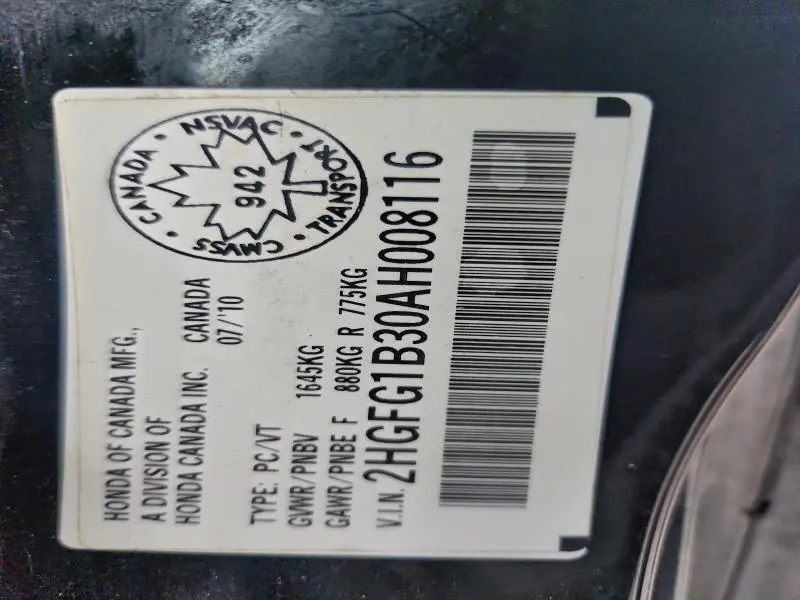 HONDA OF CANADA MFG.,
A DIVISION OF
HONDA CANADA INC. CANADA
07/'10
CANADA • NSVAC • TRANSPORT • CMVSS •
942
TYPE: PC/VT
GVWR/PNBV 1645KG
GAWR/PNBE F 880KG R 775KG
V.I.N. 2HGFG1B30AH008116